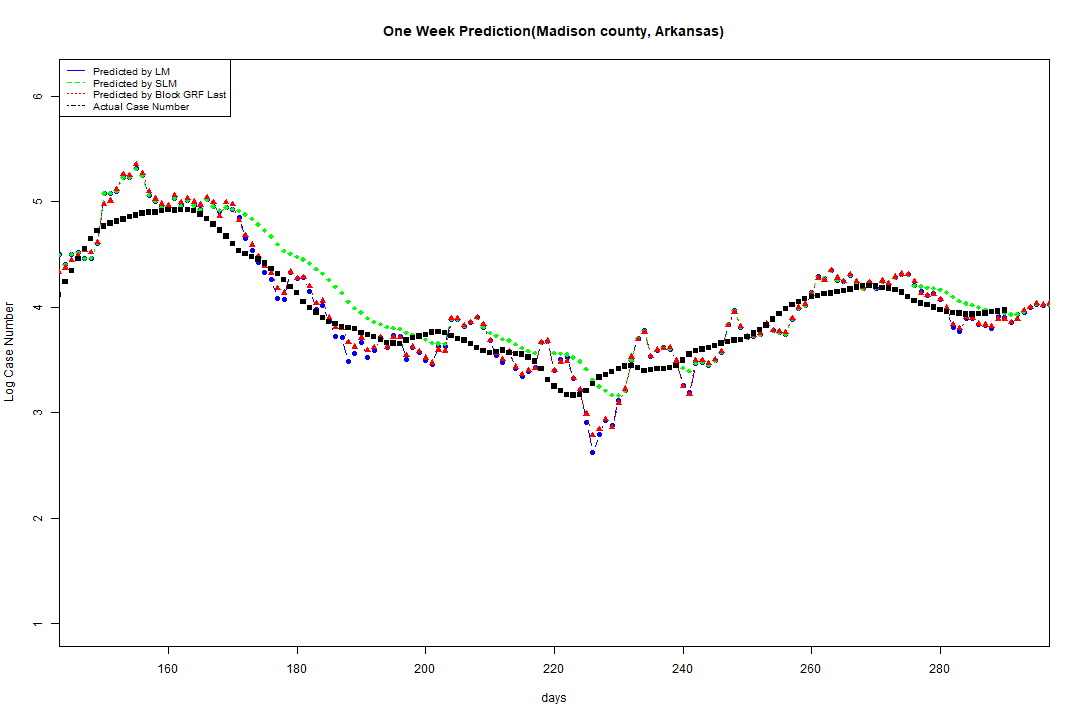 One Week Prediction(Madison county, Arkansas)
Predicted by LM
Predicted by SLM
Predicted by Block GRF Last
Actual Case Number
6
5
4
3
2
1
Log Case Number
160 180 200 220 240 260 280
days